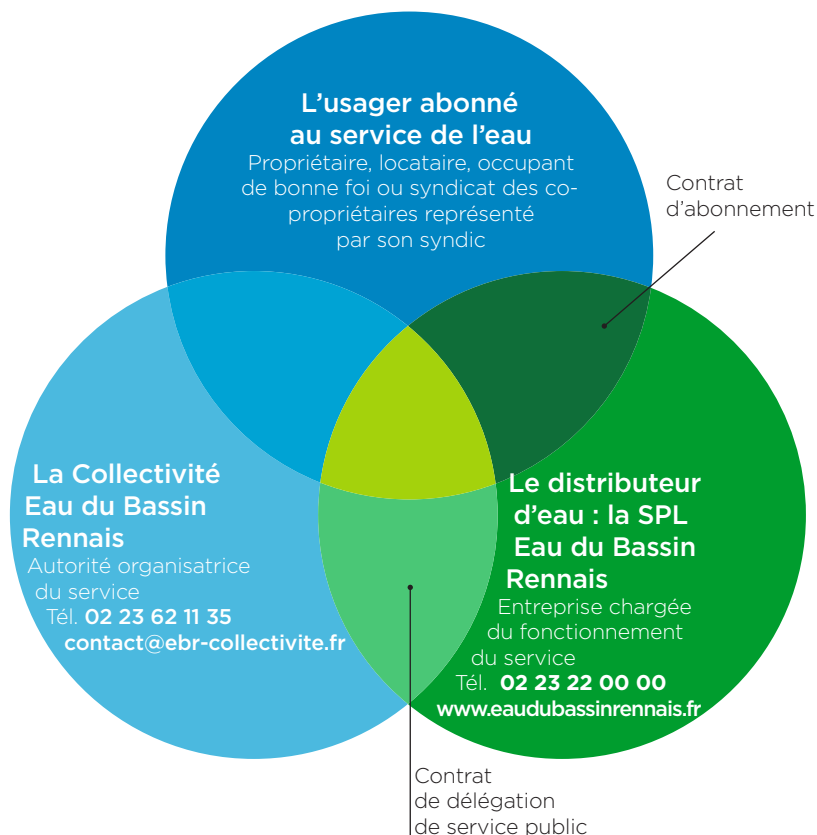 L'usager abonné
au service de l'eau
Propriétaire, locataire, occupant
de bonne foi ou syndicat des co-
propriétaires représenté
par son syndic
Contrat
d'abonnement
La Collectivité
Eau du Bassin
Rennais
Autorité organisatrice
du service
Tél. 02 23 62 11 35
contact@ebr-collectivite.fr
Le distributeur
d'eau : la SPL
Eau du Bassin
Rennais
Entreprise chargée
du fonctionnement
du service
Tél. 02 23 22 00 00
www.eaudubassinrennais.fr
Contrat
de délégation
de service public